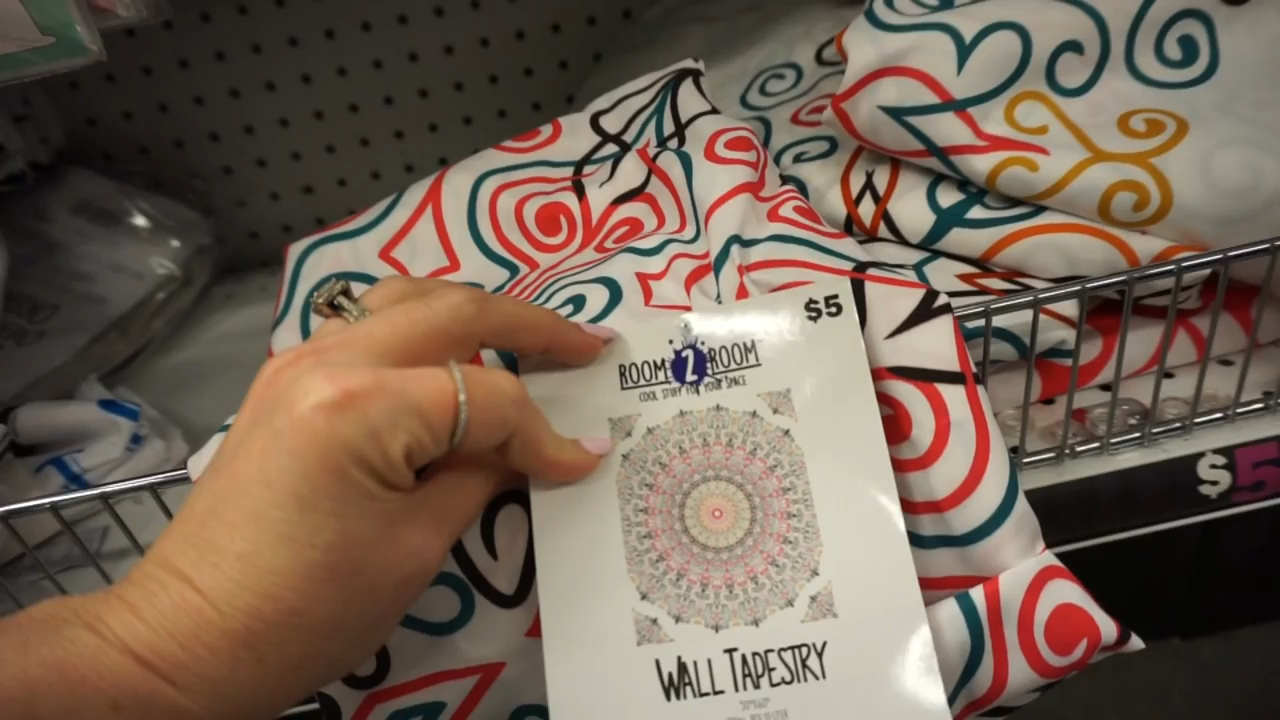 $5
ROOM 2 ROOM
COOL STUFF FOR YOUR SPACE
WALL TAPESTRY
$5